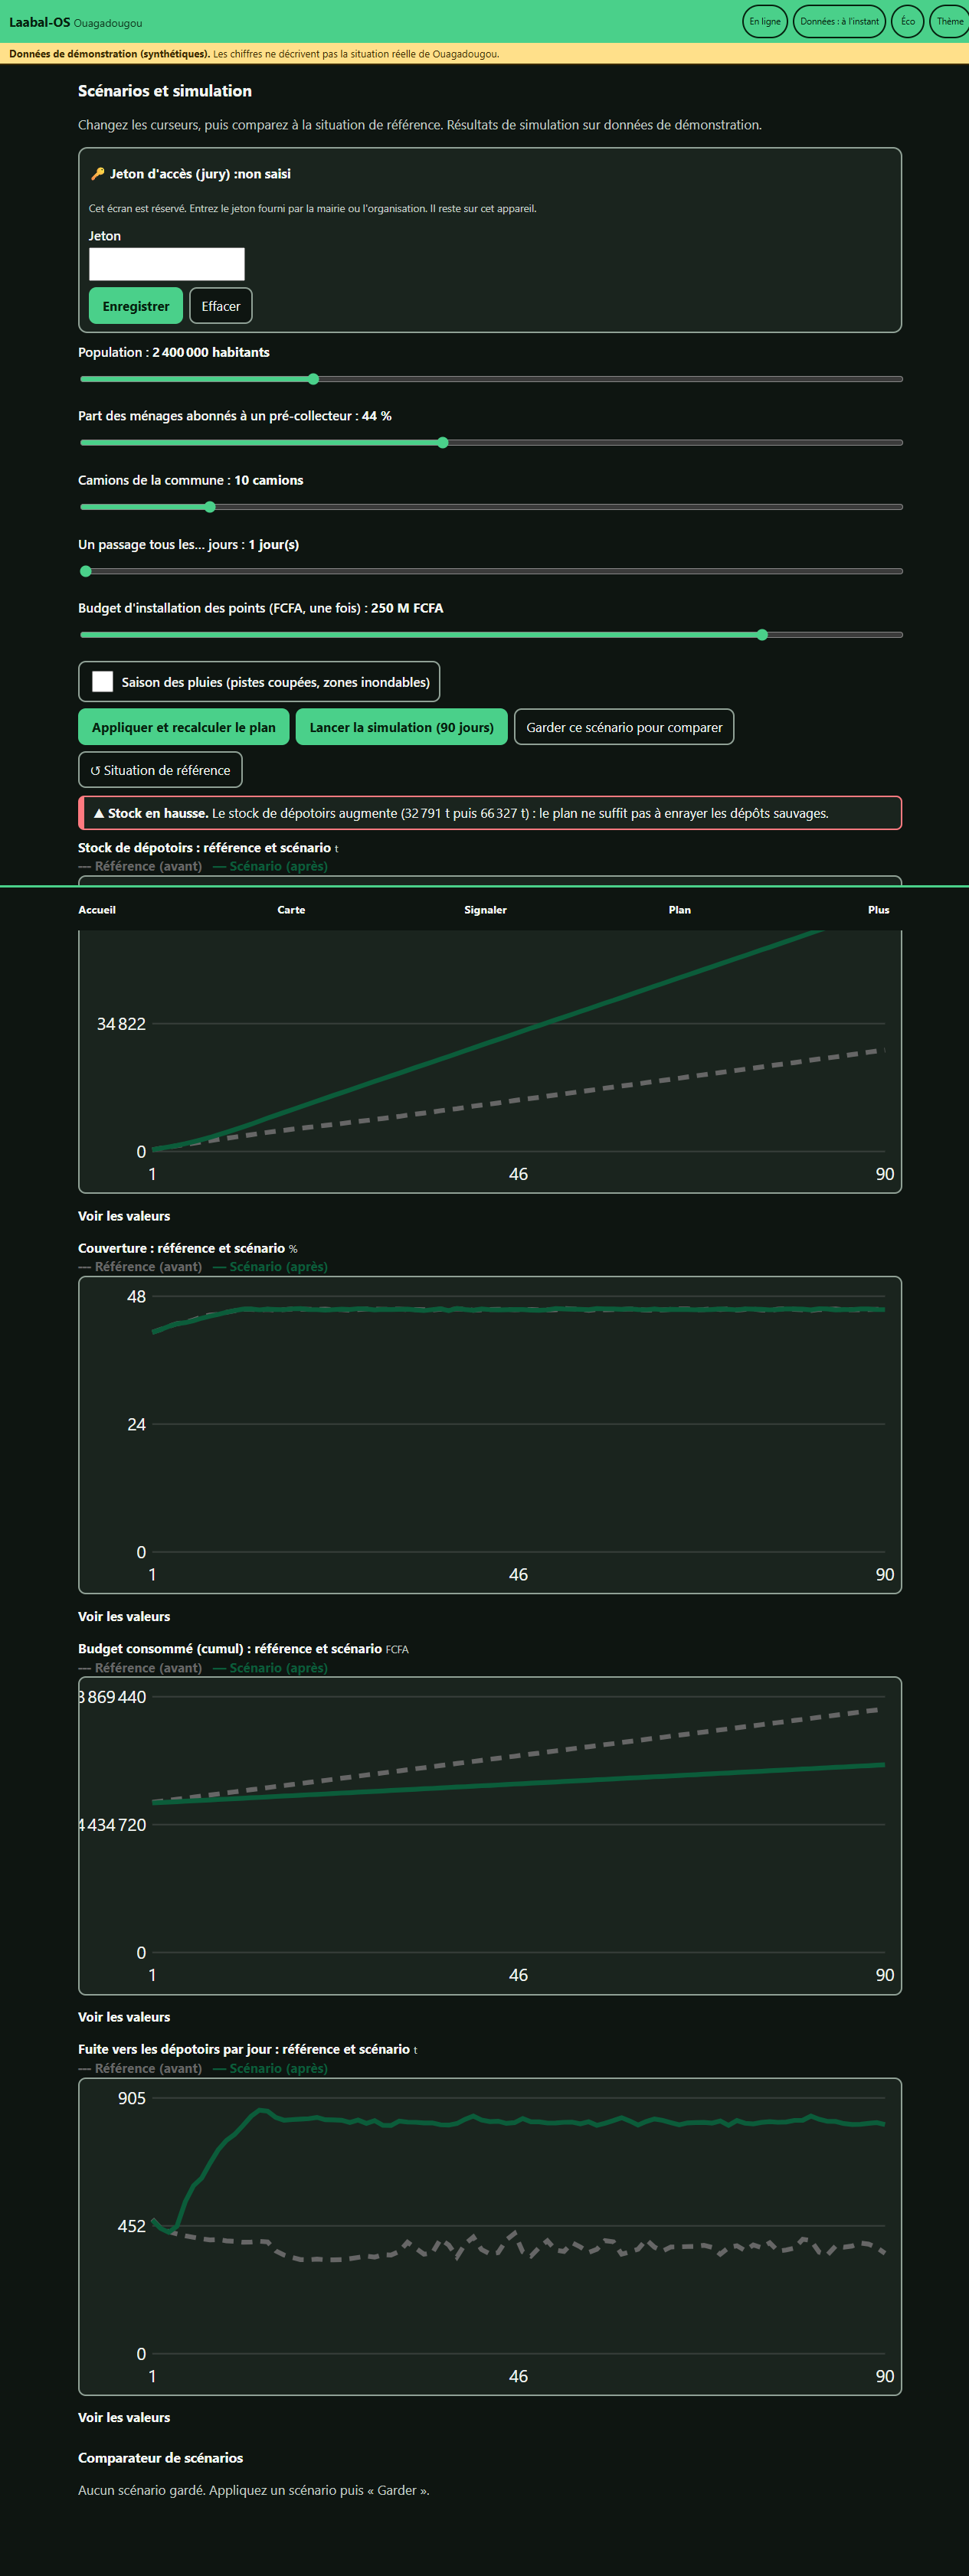 Laabal-OS Ouagadougou
En ligne
Données : à l'instant
Éco
Thème
Données de démonstration (synthétiques). Les chiffres ne décrivent pas la situation réelle de Ouagadougou.
Scénarios et simulation
Changez les curseurs, puis comparez à la situation de référence. Résultats de simulation sur données de démonstration.
🔑 Jeton d'accès (jury) :non saisi
Cet écran est réservé. Entrez le jeton fourni par la mairie ou l'organisation. Il reste sur cet appareil.
Jeton
Enregistrer
Effacer
Population : 2 400 000 habitants
Part des ménages abonnés à un pré-collecteur : 44 %
Camions de la commune : 10 camions
Un passage tous les... jours : 1 jour(s)
Budget d'installation des points (FCFA, une fois) : 250 M FCFA
Saison des pluies (pistes coupées, zones inondables)
Appliquer et recalculer le plan
Lancer la simulation (90 jours)
Garder ce scénario pour comparer
↺ Situation de référence
▲ Stock en hausse. Le stock de dépotoirs augmente (32 791 t puis 66 327 t) : le plan ne suffit pas à enrayer les dépôts sauvages.
Stock de dépotoirs : référence et scénario t
--- Référence (avant) — Scénario (après)
Accueil
Carte
Signaler
Plan
Plus
34 822
0
1
46
90
Voir les valeurs
Couverture : référence et scénario %
--- Référence (avant) — Scénario (après)
48
24
0
1
46
90
Voir les valeurs
Budget consommé (cumul) : référence et scénario FCFA
--- Référence (avant) — Scénario (après)
869 440
434 720
0
1
46
90
Voir les valeurs
Fuite vers les dépotoirs par jour : référence et scénario t
--- Référence (avant) — Scénario (après)
905
452
0
1
46
90
Voir les valeurs
Comparateur de scénarios
Aucun scénario gardé. Appliquez un scénario puis « Garder ».